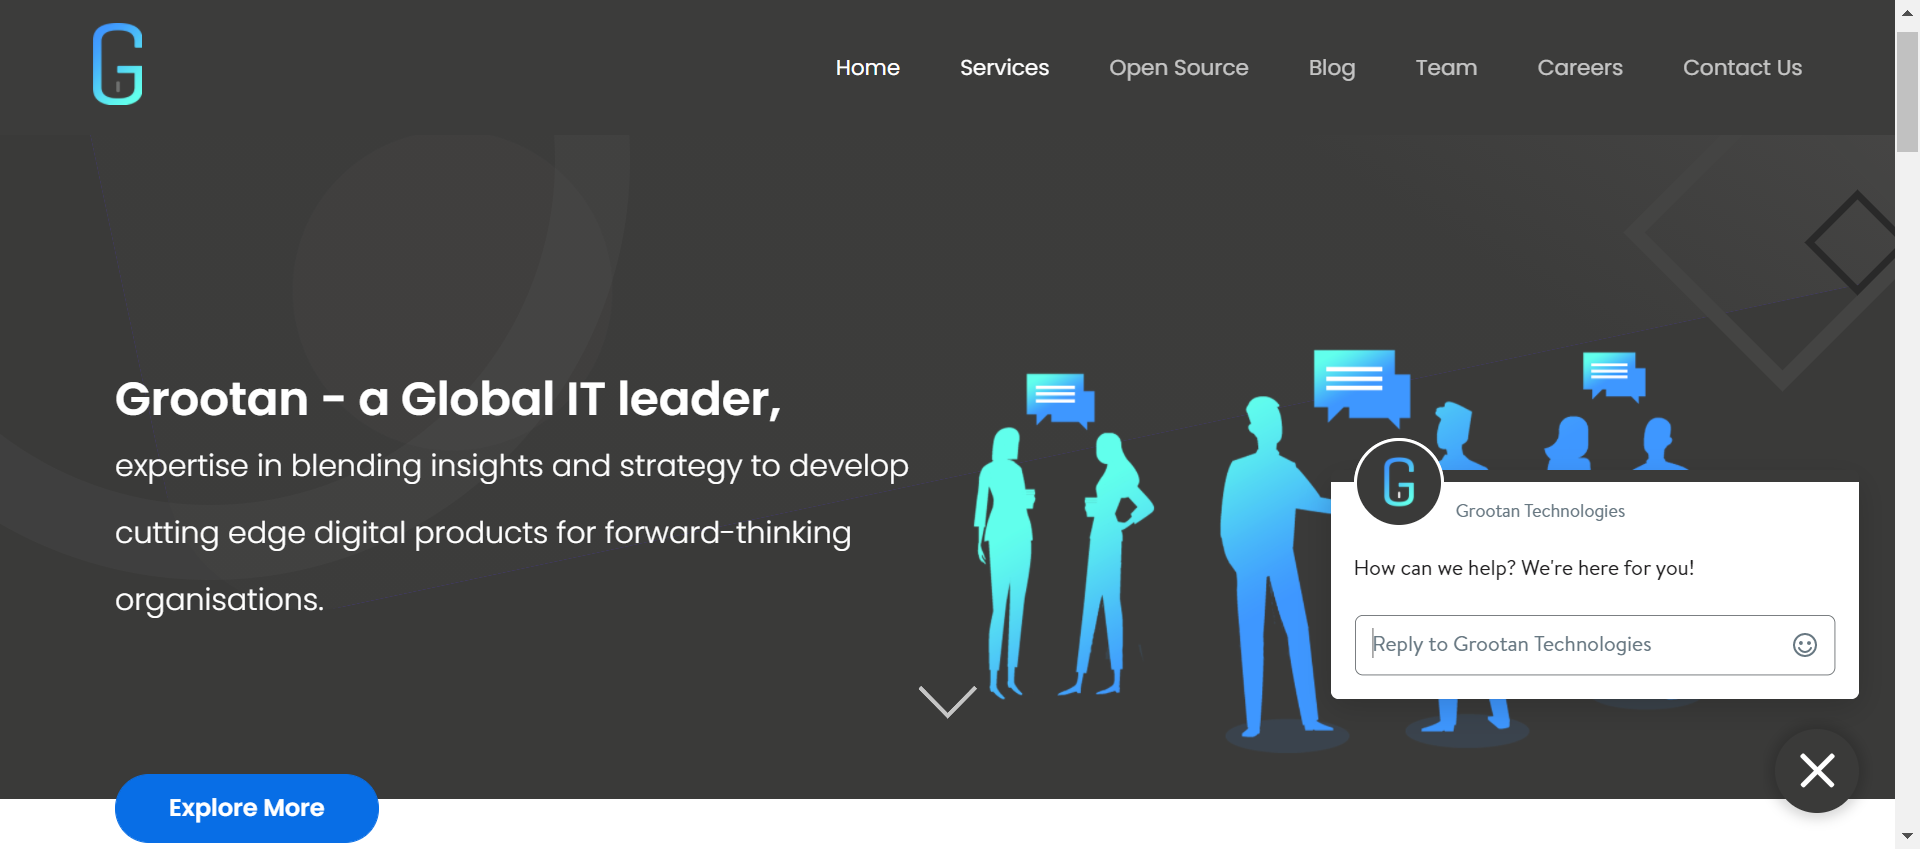 G
Home Services Open Source Blog Team Careers Contact Us
Grootan - a Global IT leader,
expertise in blending insights and strategy to develop
cutting edge digital products for forward-thinking
organisations.
Explore More
G
Grootan Technologies
How can we help? We're here for you!
Reply to Grootan Technologies